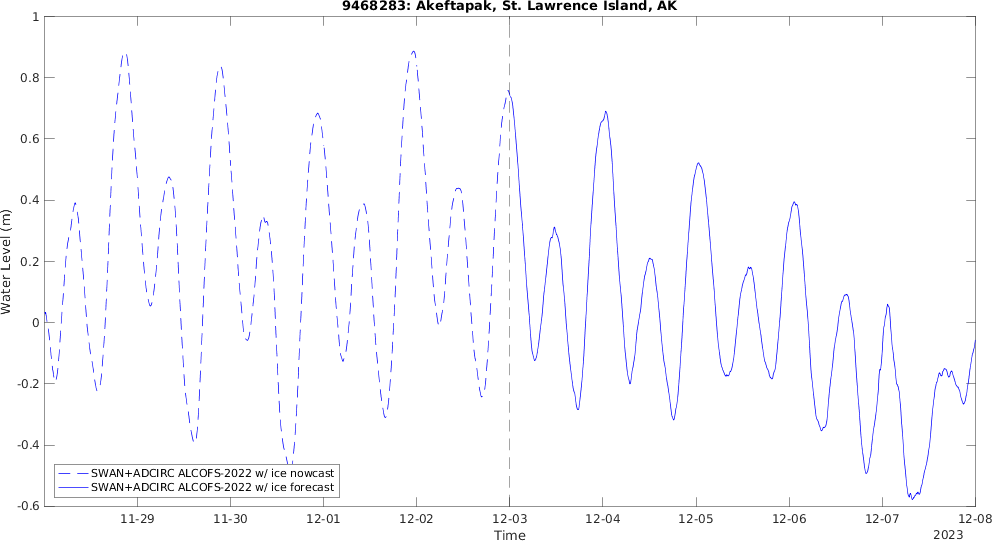 9468283: Akeftapak, St. Lawrence Island, AK
1
0.8
0.6
0.4
0.2
0
-0.2
-0.4
-0.6
Water Level (m)
SWAN+ADCIRC ALCOFS-2022 w/ ice nowcast
SWAN+ADCIRC ALCOFS-2022 w/ ice forecast
11-29 11-30 12-01 12-02 12-03 12-04 12-05 12-06 12-07 12-08
Time
2023